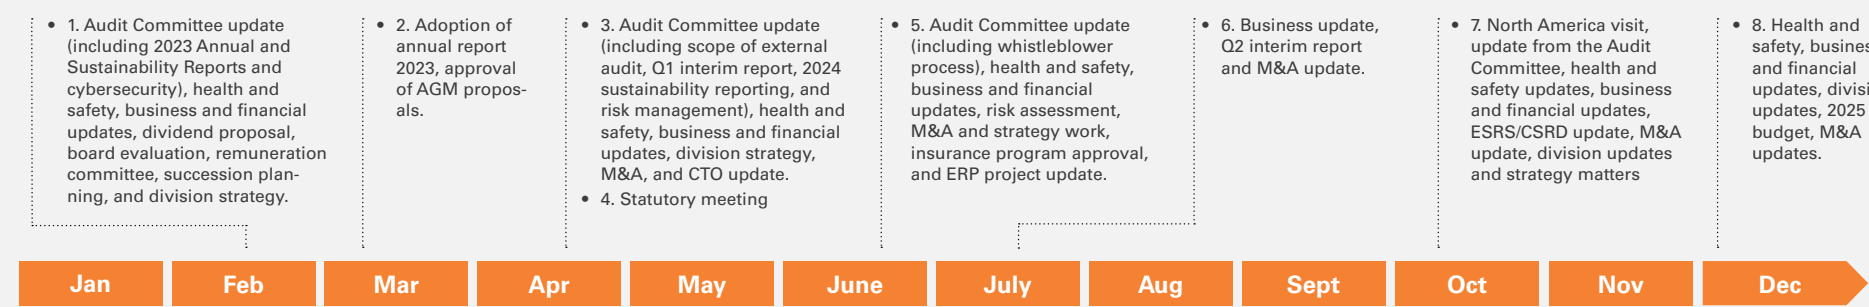 • 1. Audit Committee update
(including 2023 Annual and
Sustainability Reports and
cybersecurity), health and
safety, business and financial
updates, dividend proposal,
board evaluation, remuneration
committee, succession plan-
ning, and division strategy.
• 2. Adoption of
annual report
2023, approval
of AGM propos-
als.
• 3. Audit Committee update
(including scope of external
audit, Q1 interim report, 2024
sustainability reporting, and
risk management), health and
safety, business and financial
updates, division strategy,
M&A, and CTO update.
• 4. Statutory meeting
• 5. Audit Committee update
(including whistleblower
process), health and safety,
business and financial
updates, risk assessment,
M&A and strategy work,
insurance program approval,
and ERP project update.
• 6. Business update,
Q2 interim report
and M&A update.
• 7. North America visit,
update from the Audit
Committee, health and
safety updates, business
and financial updates,
ESRS/CSRD update, M&A
update, division updates
and strategy matters
• 8. Health and
safety, busines
and financial
updates, divisi
updates, 2025
budget, M&A
updates.
Jan
Feb
Mar
Apr
May
June
July
Aug
Sept
Oct
Nov
Dec